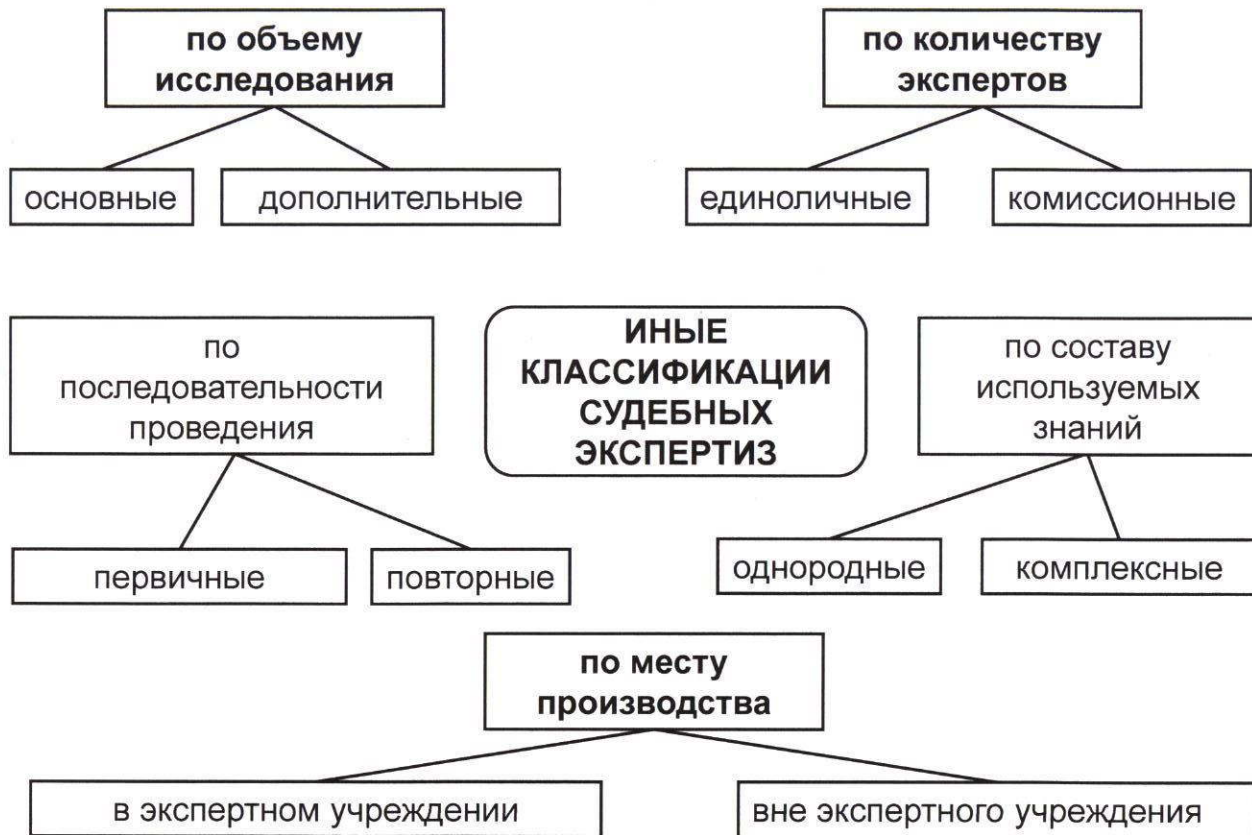 по объему
исследования
по количеству
экспертов
основные
дополнительные
единоличные
комиссионные
по
последовательности
проведения
ИНЫЕ
КЛАССИФИКАЦИИ
СУДЕБНЫХ
ЭКСПЕРТИЗ
по составу
используемых
знаний
первичные
повторные
однородные
комплексные
по месту
производства
в экспертном учреждении
вне экспертного учреждения